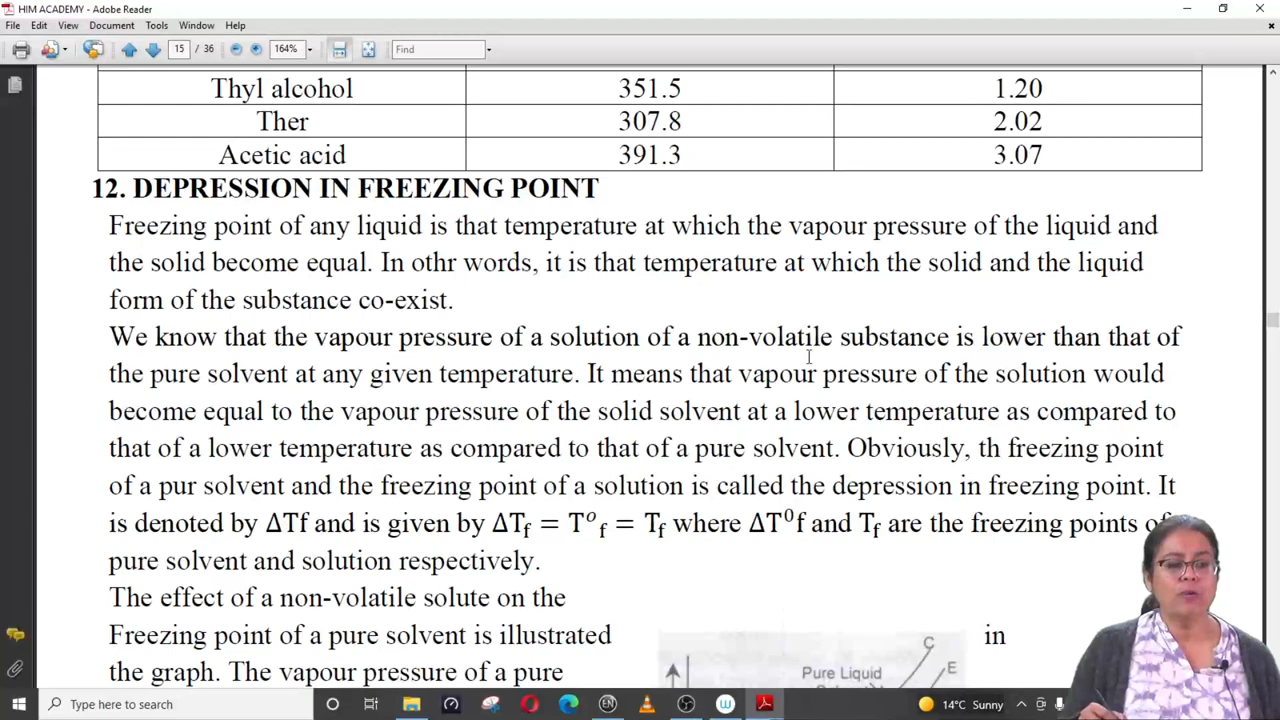 HIM ACADEMY - Adobe Reader
File Edit View Document Tools Window Help
15 / 36 164% Find
Thyl alcohol 351.5 1.20
Ther 307.8 2.02
Acetic acid 391.3 3.07
12. DEPRESSION IN FREEZING POINT
Freezing point of any liquid is that temperature at which the vapour pressure of the liquid and
the solid become equal. In othr words, it is that temperature at which the solid and the liquid
form of the substance co-exist.
We know that the vapour pressure of a solution of a non-volatile substance is lower than that of
the pure solvent at any given temperature. It means that vapour pressure of the solution would
become equal to the vapour pressure of the solid solvent at a lower temperature as compared to
that of a lower temperature as compared to that of a pure solvent. Obviously, th freezing point
of a pur solvent and the freezing point of a solution is called the depression in freezing point. It
is denoted by ΔTf and is given by ΔT_f = T^o_f = T_f where ΔT^0f and T_f are the freezing points of
pure solvent and solution respectively.
The effect of a non-volatile solute on the
Freezing point of a pure solvent is illustrated in
the graph. The vapour pressure of a pure
C
E
Pure Liquid
Type here to search
EN
14°C Sunny